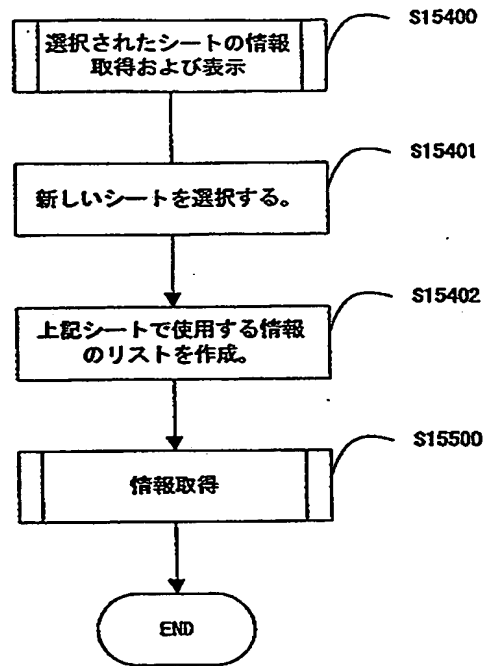 S15400
選択されたシートの情報
取得および表示
S15401
新しいシートを選択する。
S15402
上記シートで使用する情報
のリストを作成。
S15500
情報取得
END